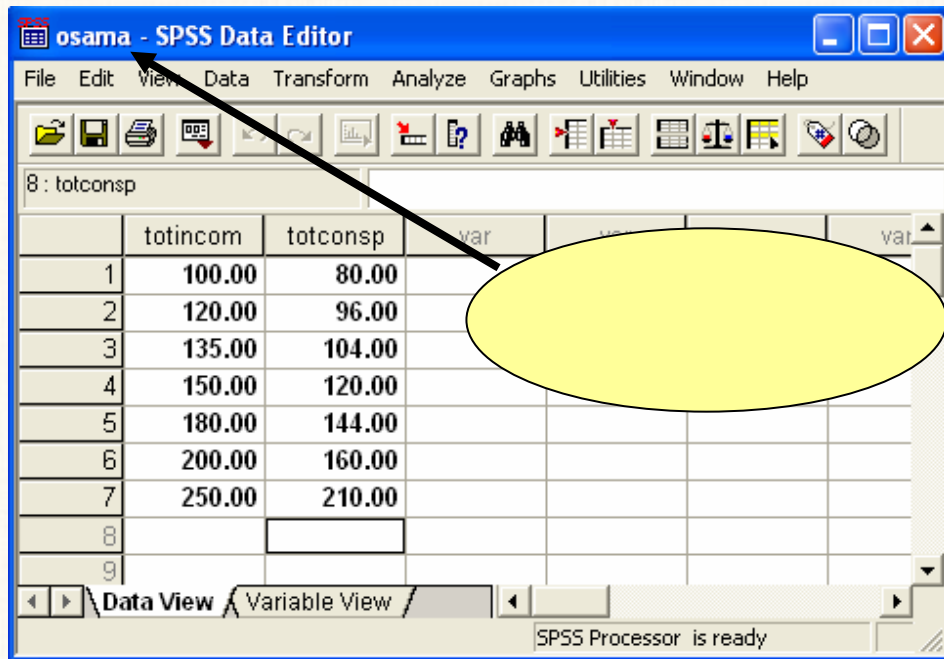 SPSS
osama - SPSS Data Editor
File Edit View Data Transform Analyze Graphs Utilities Window Help
8 : totconsp
totincom totconsp var var
1 100.00 80.00
2 120.00 96.00
3 135.00 104.00
4 150.00 120.00
5 180.00 144.00
6 200.00 160.00
7 250.00 210.00
8
9
Data View Variable View
SPSS Processor is ready